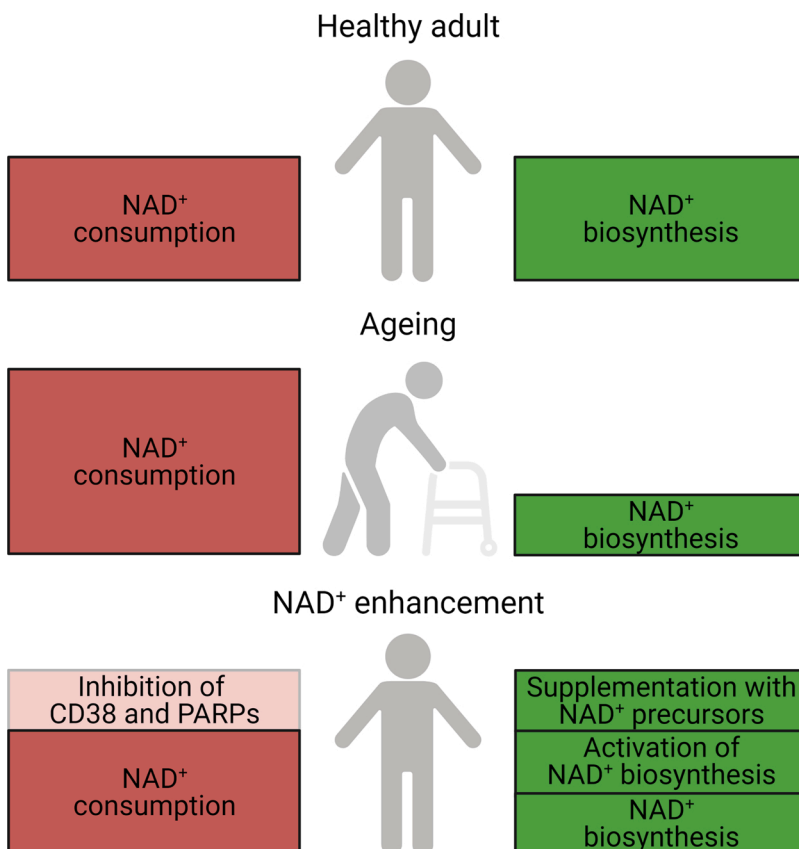 Healthy adult
NAD⁺
consumption
NAD⁺
biosynthesis
Ageing
NAD⁺
consumption
NAD⁺
biosynthesis
NAD⁺ enhancement
Inhibition of
CD38 and PARPs
NAD⁺
consumption
Supplementation with
NAD⁺ precursors
Activation of
NAD⁺ biosynthesis
NAD⁺
biosynthesis